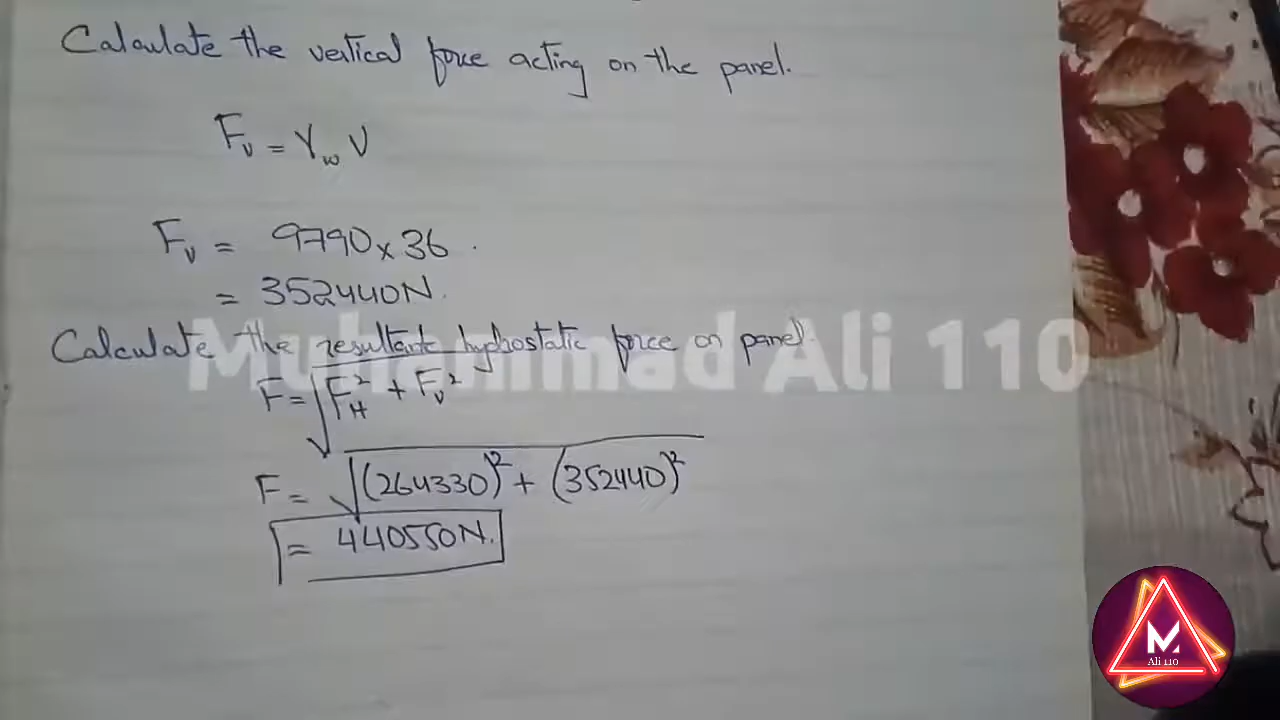 Calculate the vertical force acting on the panel.
Fv = γw V
Fv = 9790 x 36.
= 352440N.
Calculate the resultant hydrostatic force on panel.
F = √FH² + Fv²
F = √(264330)² + (352440)²
= 440550N.
Muhammad Ali 110
M
Ali 110